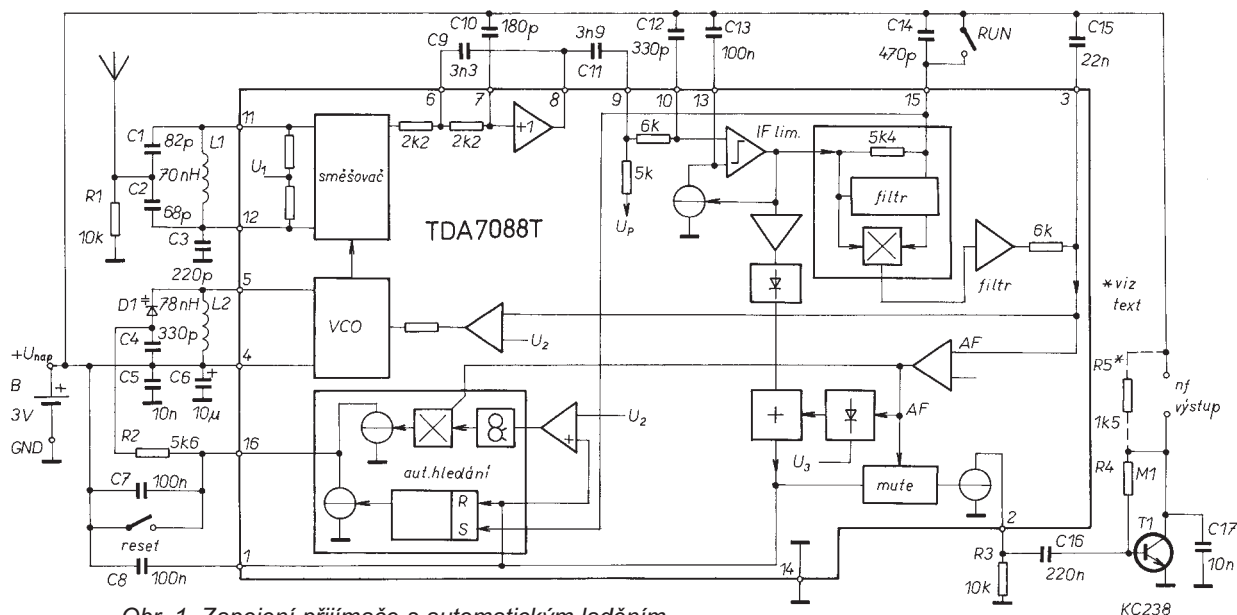 C10
180p
C9
3n3
3n9
C11
C12
330p
C13
100n
C14
470p
RUN
C15
22n
6
7
8
9
10
13
15
3
11
C1
82p
L1
70nH
C2
68p
R1
10k
12
C3
220p
U1
směšovač
2k2
2k2
+1
TDA7088T
6k
5k
UP
IF lim.
5k4
filtr
filtr
6k
*viz
text
5
D1
78nH
L2
C4
330p
VCO
U2
4
+Unap
B
+
3V
GND
C5
10n
C6
+
10µ
R2
5k6
16
C7
100n
reset
C8
100n
1
aut.hledání
R
S
+
U2
+
U3
AF
AF
mute
14
2
R3
10k
C16
220n
R5*
1k5
nf
výstup
R4
M1
T1
KC238
C17
10n
Obr. 1. Zapojení přijímače s automatickým laděním